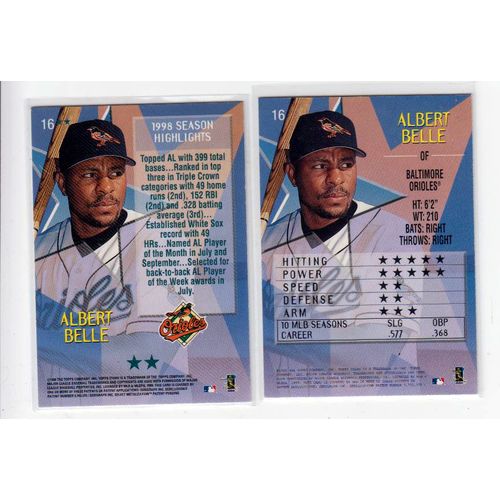 16
1998 SEASON
HIGHLIGHTS
Topped AL with 399 total
bases...Ranked in top
three in Triple Crown
categories with 49 home
runs (2nd), 152 RBI
(2nd) and .328 batting
average (3rd)...
Established White Sox
record with 49
HRs...Named AL Player
of the Month in July and
September...Selected for
back-to-back AL Player
of the Week awards in
July.
Orioles
ALBERT
BELLE
16
ALBERT
BELLE
OF
BALTIMORE
ORIOLES®
HT: 6'2"
WT: 210
BATS: RIGHT
THROWS: RIGHT
HITTING ★★★★★
POWER ★★★★★
SPEED ★★
DEFENSE ★★
ARM ★★★
10 MLB SEASONS SLG OBP
CAREER .577 .368